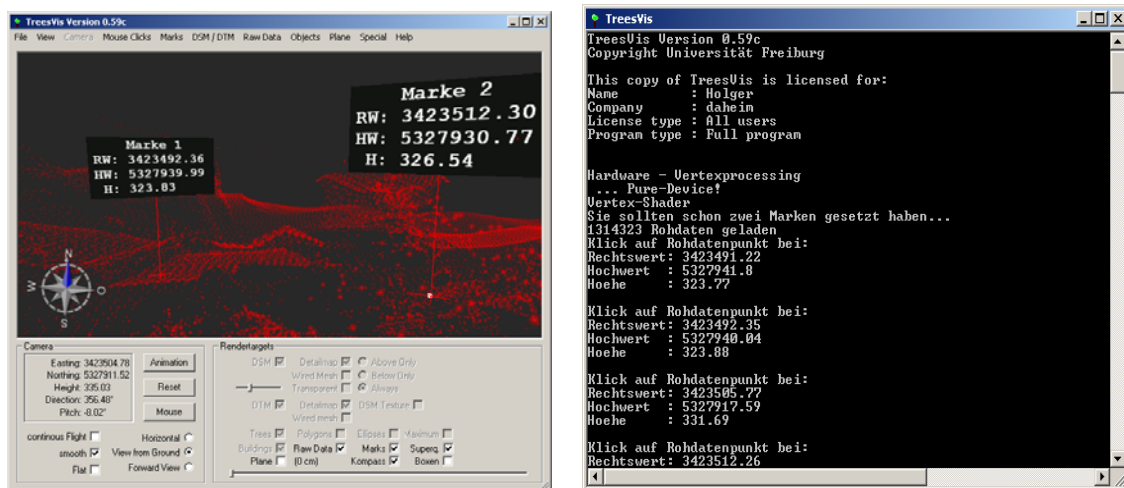 TreesVis Version 0.59c
File View Camera Mouse Clicks Marks DSM / DTM Raw Data Objects Plane Special Help
Marke 1
RW: 3423492.36
HW: 5327939.99
H: 323.83
Marke 2
RW: 3423512.30
HW: 5327930.77
H: 326.54
N
W
O
S
Camera
Easting: 3423504.78
Northing: 5327911.52
Height: 335.03
Direction: 356.48°
Pitch: -8.02°
Animation
Reset
Mouse
continous Flight
smooth
Flat
Horizontal
View from Ground
Forward View
Rendertargets
DSM Detailmap Above Only
Wired Mesh Below Only
Transparent Always
DTM Detailmap DSM Texture
Wired mesh
Trees Polygons Ellipses Maximum
Buildings Raw Data Marks Superq.
Plane (0 cm) Kompass Boxen
TreesVis
TreesVis Version 0.59c
Copyright Universität Freiburg
This copy of TreesVis is licensed for:
Name : Holger
Company : daheim
License type : All users
Program type : Full program
Hardware - Vertexprocessing
... Pure-Device!
Vertex-Shader
Sie sollten schon zwei Marken gesetzt haben...
1314323 Rohdaten geladen
Klick auf Rohdatenpunkt bei:
Rechtswert: 3423491.22
Hochwert : 5327941.8
Hoehe : 323.77
Klick auf Rohdatenpunkt bei:
Rechtswert: 3423492.35
Hochwert : 5327940.04
Hoehe : 323.88
Klick auf Rohdatenpunkt bei:
Rechtswert: 3423505.77
Hochwert : 5327917.59
Hoehe : 331.69
Klick auf Rohdatenpunkt bei:
Rechtswert: 3423512.26